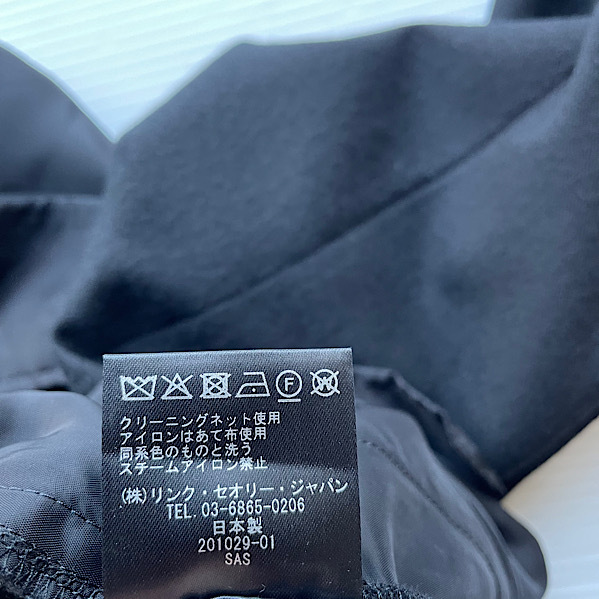 クリーニングネット使用
アイロンはあて布使用
同系色のものと洗う
スチームアイロン禁止
(株)リンク・セオリー・ジャパン
TEL. 03-6865-0206
日本製
201029-01
SAS